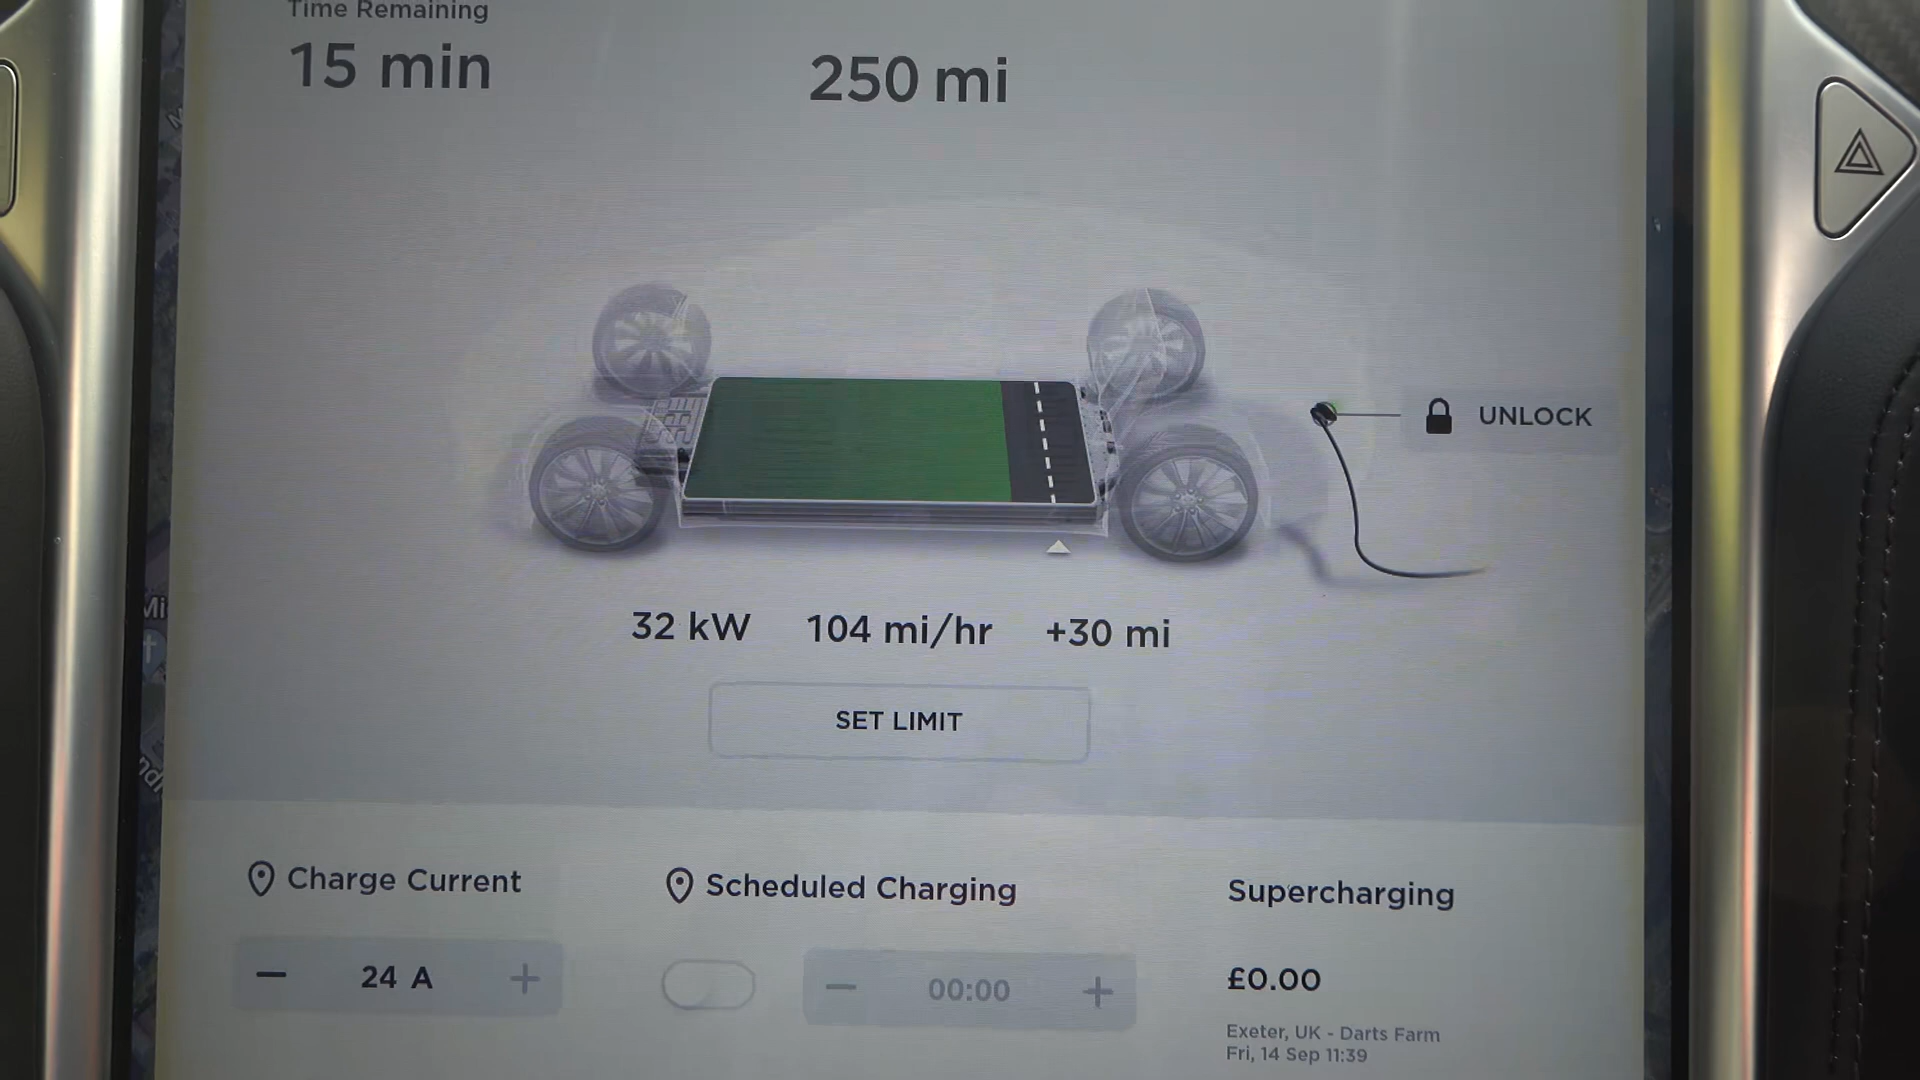 Time Remaining
15 min
250 mi
UNLOCK
32 kW
104 mi/hr
+30 mi
SET LIMIT
Charge Current
Scheduled Charging
Supercharging
24 A
00:00
£0.00
Exeter, UK - Darts Farm
Fri, 14 Sep 11:39